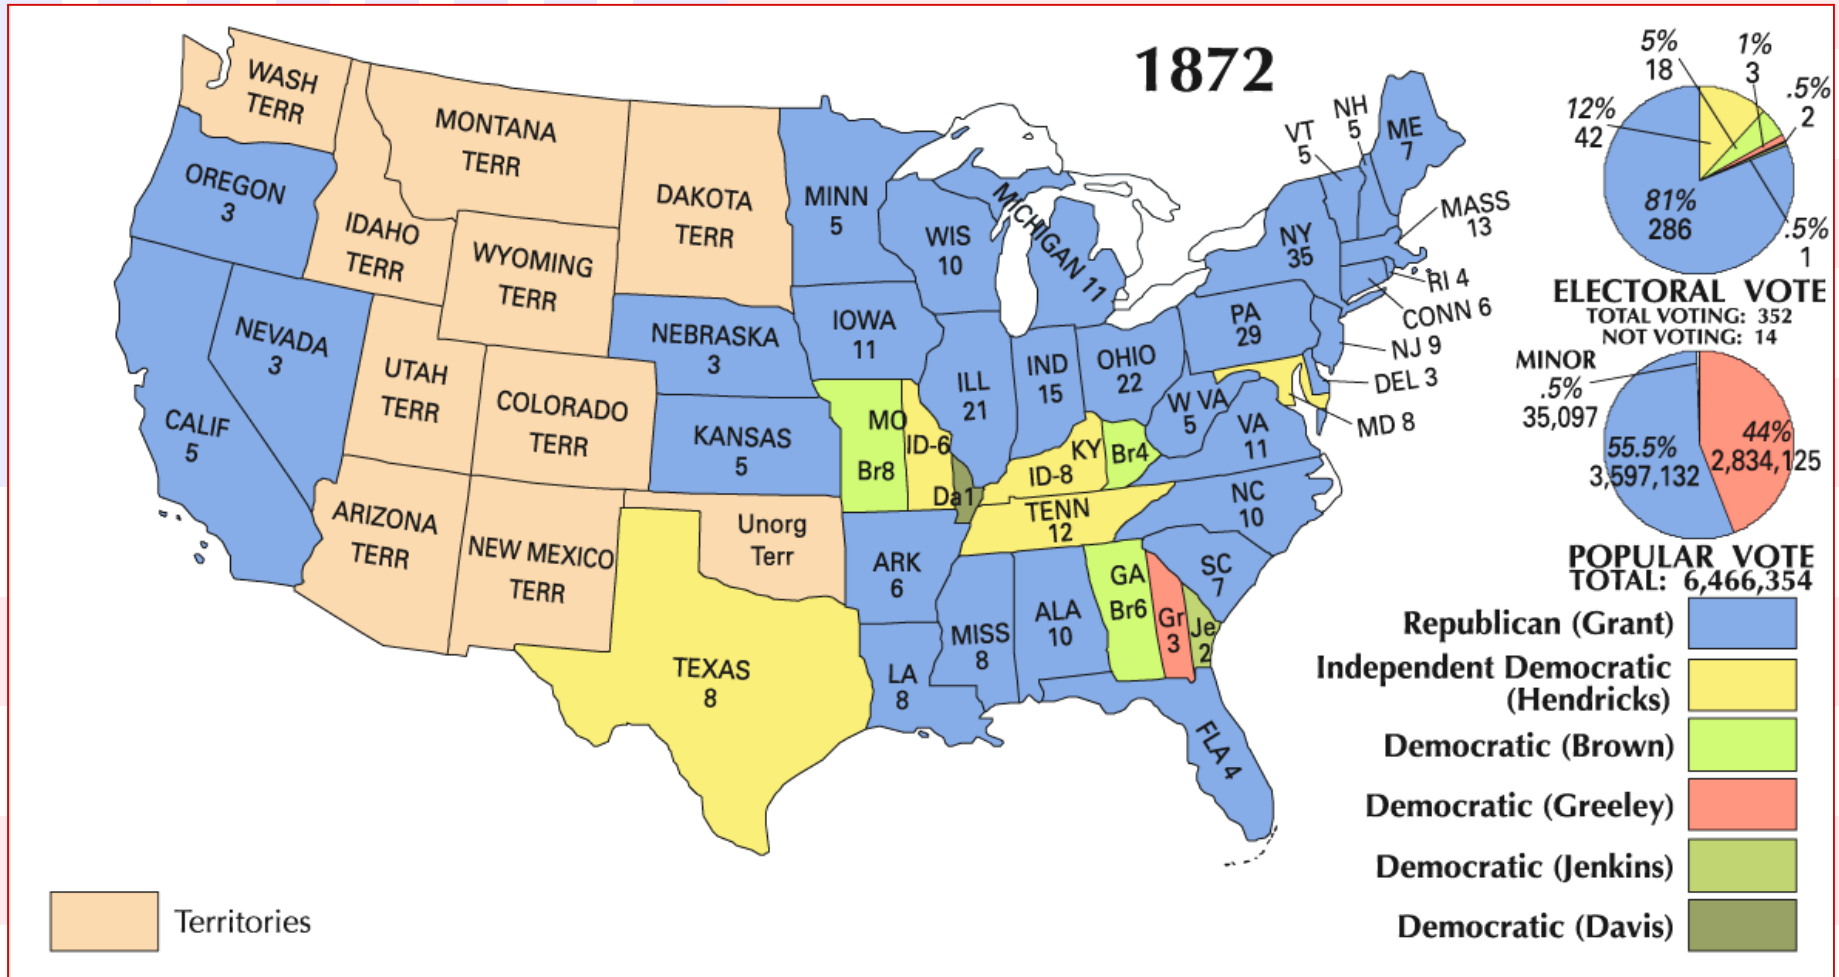 1872
WASH
TERR
MONTANA
TERR
OREGON
3
IDAHO
TERR
WYOMING
TERR
DAKOTA
TERR
MINN
5
WIS
10
MICHIGAN 11
VT
5
NH
5
ME
7
MASS
13
NY
35
RI 4
CONN 6
NJ 9
DEL 3
MD 8
PA
29
NEVADA
3
CALIF
5
UTAH
TERR
COLORADO
TERR
NEBRASKA
3
IOWA
11
KANSAS
5
ILL
21
IND
15
OHIO
22
W VA
5
VA
11
MO
Br8
ID-6
Da1
KY
ID-8
Br4
TENN
12
NC
10
SC
7
ARIZONA
TERR
NEW MEXICO
TERR
Unorg
Terr
ARK
6
TEXAS
8
LA
8
MISS
8
ALA
10
GA
Br6
Gr
3
Je
2
FLA 4
5%
18
1%
3
.5%
2
12%
42
81%
286
.5%
1
ELECTORAL VOTE
TOTAL VOTING: 352
NOT VOTING: 14
MINOR
.5%
35,097
55.5%
3,597,132
44%
2,834,125
POPULAR VOTE
TOTAL: 6,466,354
Republican (Grant)
Independent Democratic
(Hendricks)
Democratic (Brown)
Democratic (Greeley)
Democratic (Jenkins)
Democratic (Davis)
Territories